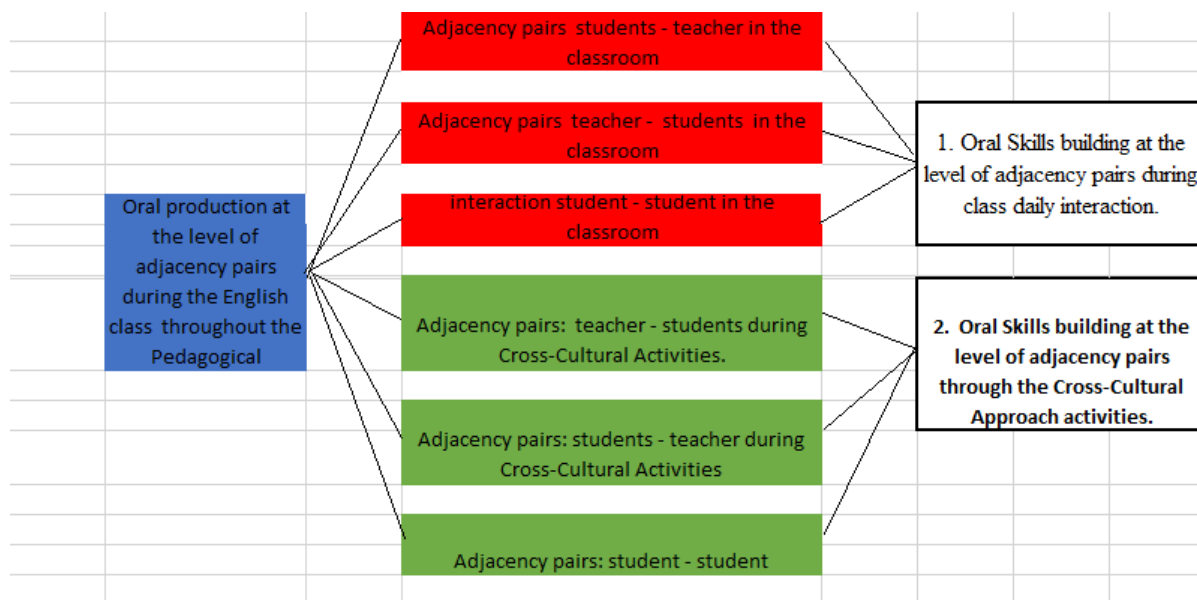 Oral production at
the level of
adjacency pairs
during the English
class throughout the
Pedagogical
Adjacency pairs students - teacher in the
classroom
Adjacency pairs teacher - students in the
classroom
interaction student - student in the
classroom
Adjacency pairs: teacher - students during
Cross-Cultural Activities.
Adjacency pairs: students - teacher during
Cross-Cultural Activities
Adjacency pairs: student - student
1. Oral Skills building at the
level of adjacency pairs during
class daily interaction.
2. Oral Skills building at the
level of adjacency pairs
through the Cross-Cultural
Approach activities.